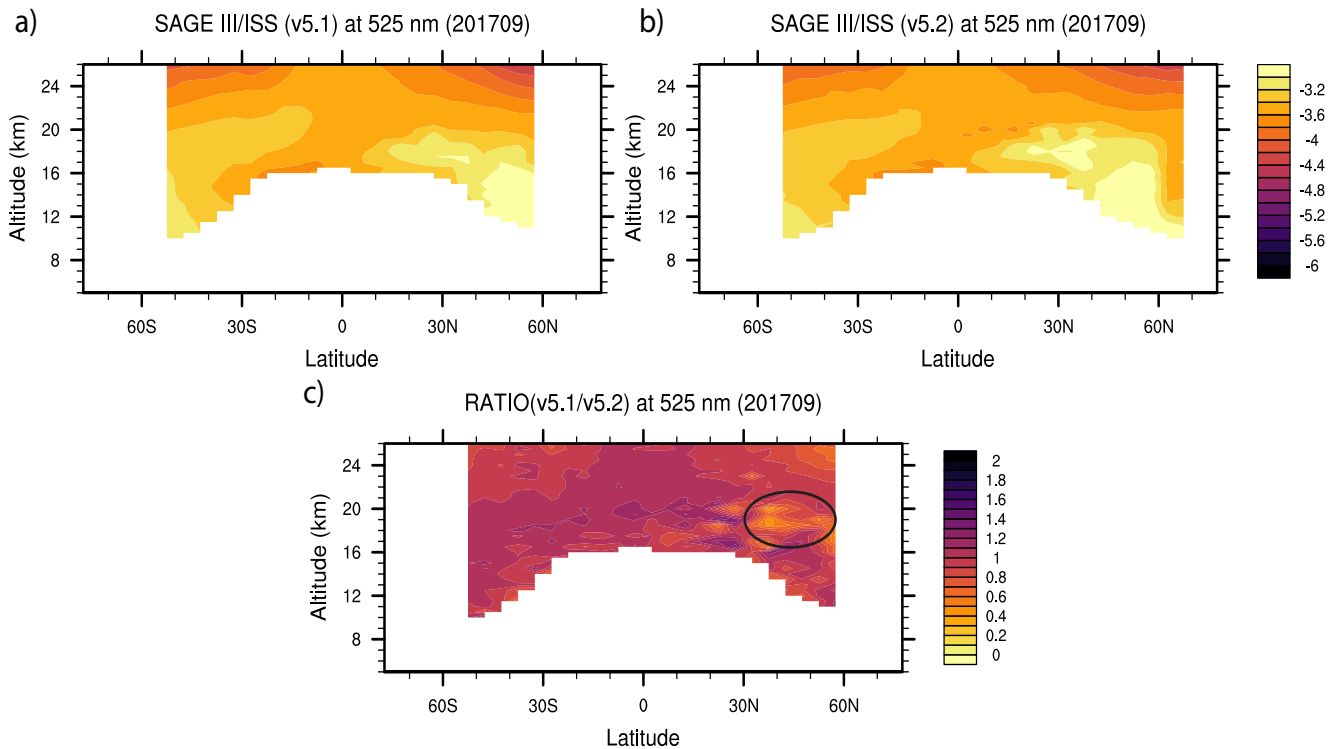 a)
SAGE III/ISS (v5.1) at 525 nm (201709)
24
20
16
12
8
Altitude (km)
60S 30S 0 30N 60N
Latitude
b)
SAGE III/ISS (v5.2) at 525 nm (201709)
24
20
16
12
8
Altitude (km)
60S 30S 0 30N 60N
Latitude
-3.2
-3.6
-4
-4.4
-4.8
-5.2
-5.6
-6
c)
RATIO(v5.1/v5.2) at 525 nm (201709)
24
20
16
12
8
Altitude (km)
60S 30S 0 30N 60N
Latitude
2
1.8
1.6
1.4
1.2
1
0.8
0.6
0.4
0.2
0